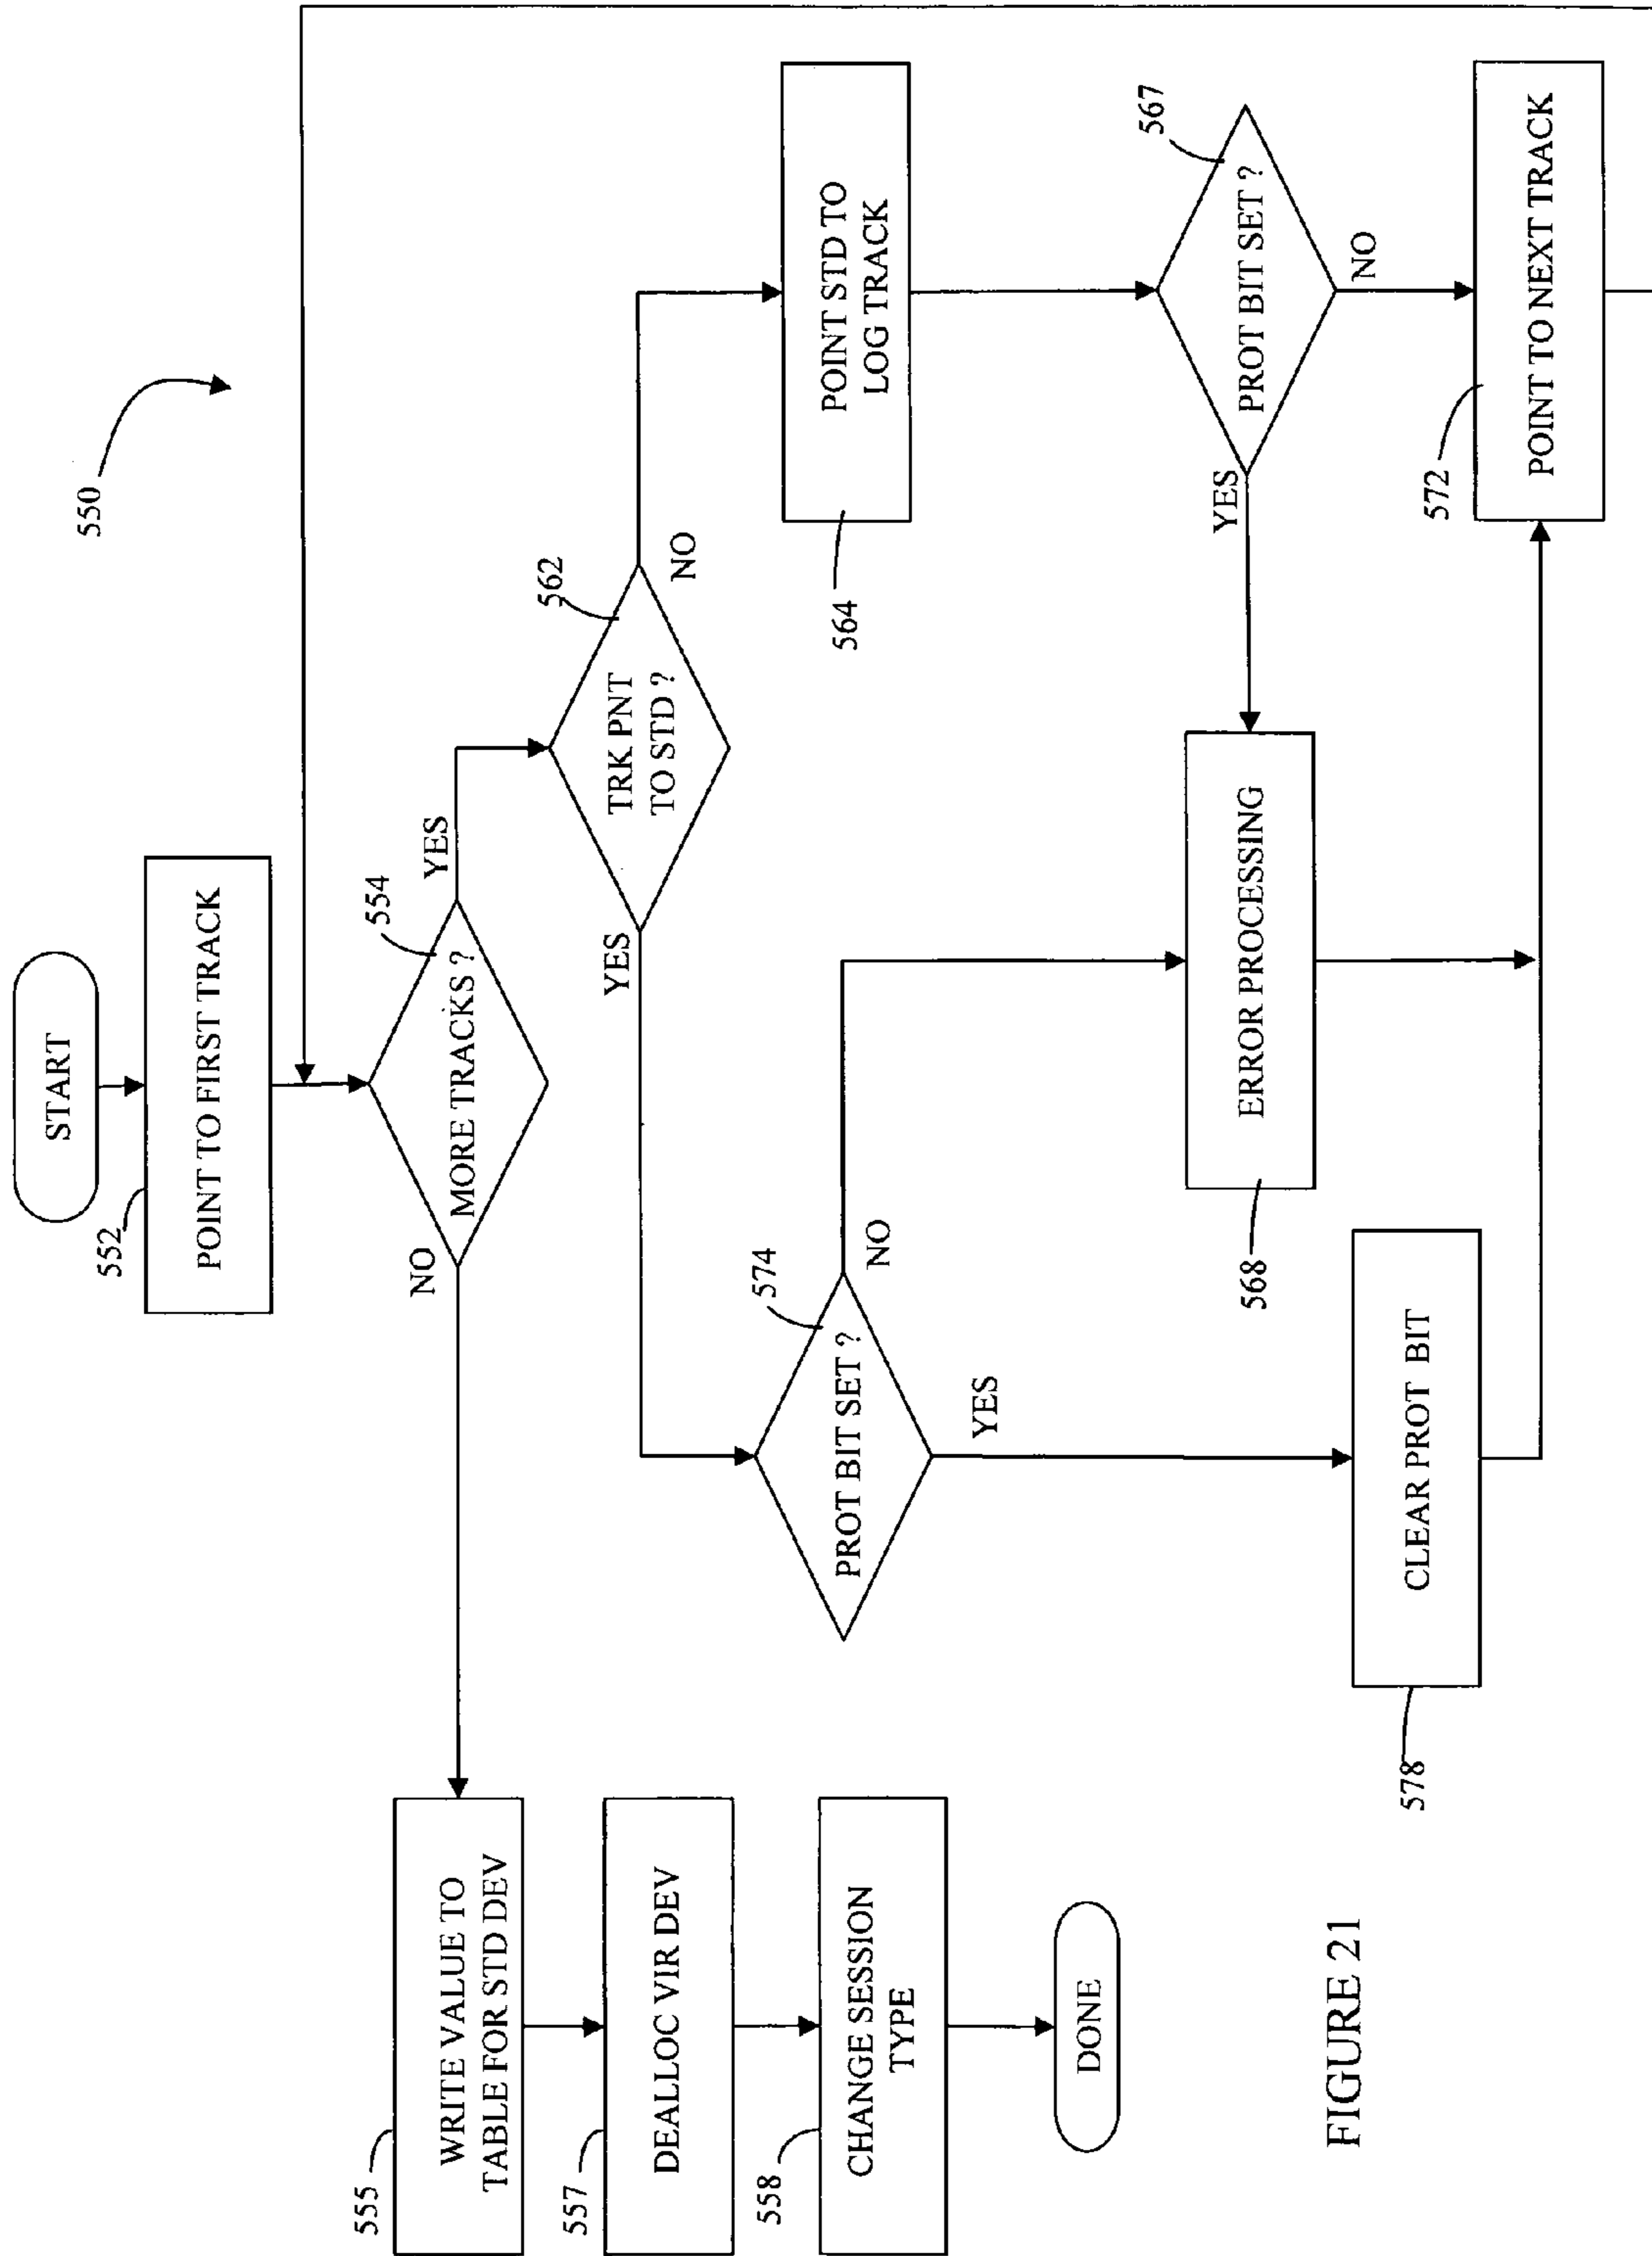 550
START
552
POINT TO FIRST TRACK
554
MORE TRACKS ?
NO
YES
555
WRITE VALUE TO
TABLE FOR STD DEV
557
DEALLOC VIR DEV
558
CHANGE SESSION
TYPE
DONE
562
TRK PNT
TO STD ?
YES
NO
564
POINT STD TO
LOG TRACK
574
PROT BIT SET ?
NO
YES
567
PROT BIT SET ?
YES
NO
568
ERROR PROCESSING
578
CLEAR PROT BIT
572
POINT TO NEXT TRACK
FIGURE 21